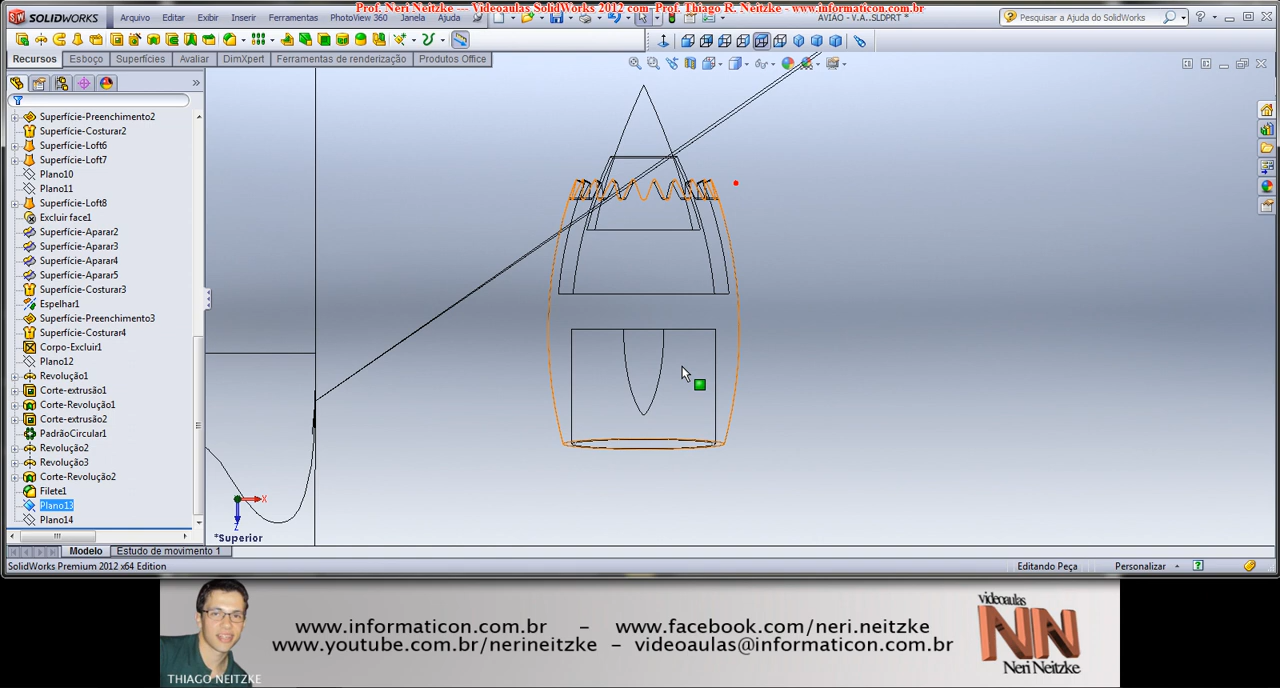 Prof. Neri Neitzke --- Videoaulas SolidWorks 2012 com Prof. Thiago R. Neitzke - www.informaticon.com.br
SOLIDWORKS Arquivo Editar Exibir Inserir Ferramentas PhotoView 360 Janela Ajuda AVIAO - V.A...SLDPRT * Pesquisar a Ajuda do SolidWorks
Recursos Esboço Superfícies Avaliar DimXpert Ferramentas de renderização Produtos Office
Superfície-Preenchimento2
Superfície-Costurar2
Superfície-Loft6
Superfície-Loft7
Plano10
Plano11
Superfície-Loft8
Excluir face1
Superfície-Aparar2
Superfície-Aparar3
Superfície-Aparar4
Superfície-Aparar5
Superfície-Costurar3
Espelhar1
Superfície-Preenchimento3
Superfície-Costurar4
Corpo-Excluir1
Plano12
Revolução1
Corte-extrusão1
Corte-Revolução1
Corte-extrusão2
PadrãoCircular1
Revolução2
Revolução3
Corte-Revolução2
Filete1
Plano13
Plano14
X
Z
*Superior
Modelo Estudo de movimento 1
SolidWorks Premium 2012 x64 Edition Editando Peça Personalizar
www.informaticon.com.br - www.facebook.com/neri.neitzke
www.youtube.com.br/nerineitzke - videoaulas@informaticon.com.br
THIAGO NEITZKE
videoaulas
NN
Neri Neitzke